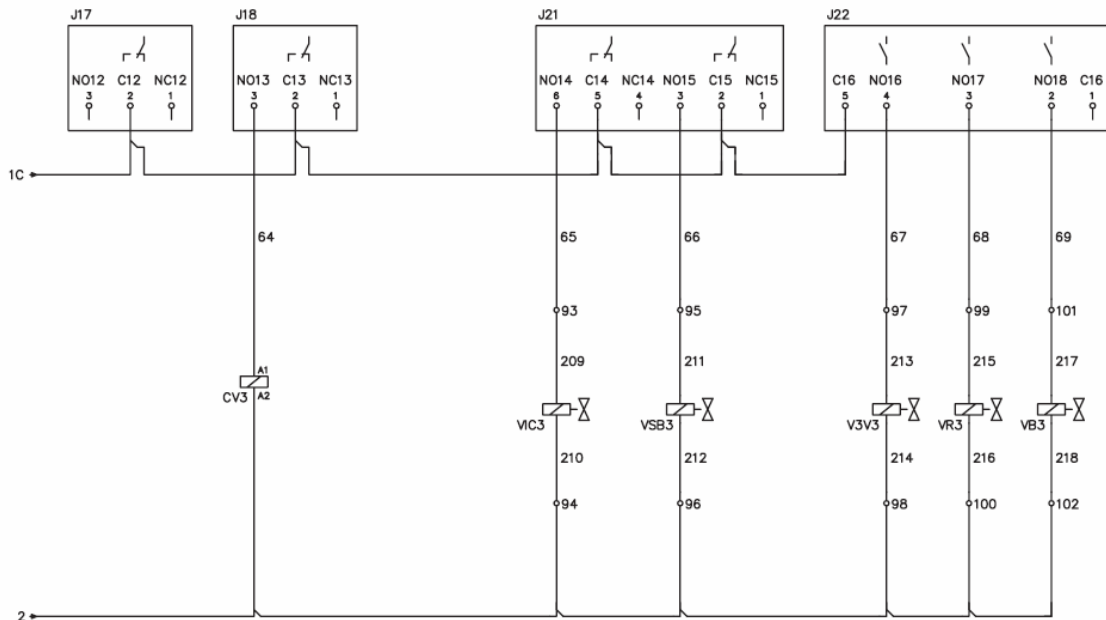 J17 J18 J21 J22
NO12 C12 NC12 NO13 C13 NC13 NO14 C14 NC14 NO15 C15 NC15 C16 NO16 NO17 NO18 C16
3 2 1 3 2 1 6 5 4 3 2 1 5 4 3 2 1
1C
64 65 66 67 68 69
93 95 97 99 101
209 211 213 215 217
A1
CV3 A2
VIC3 VSB3 V3V3 VR3 VB3
210 212 214 216 218
94 96 98 100 102
2